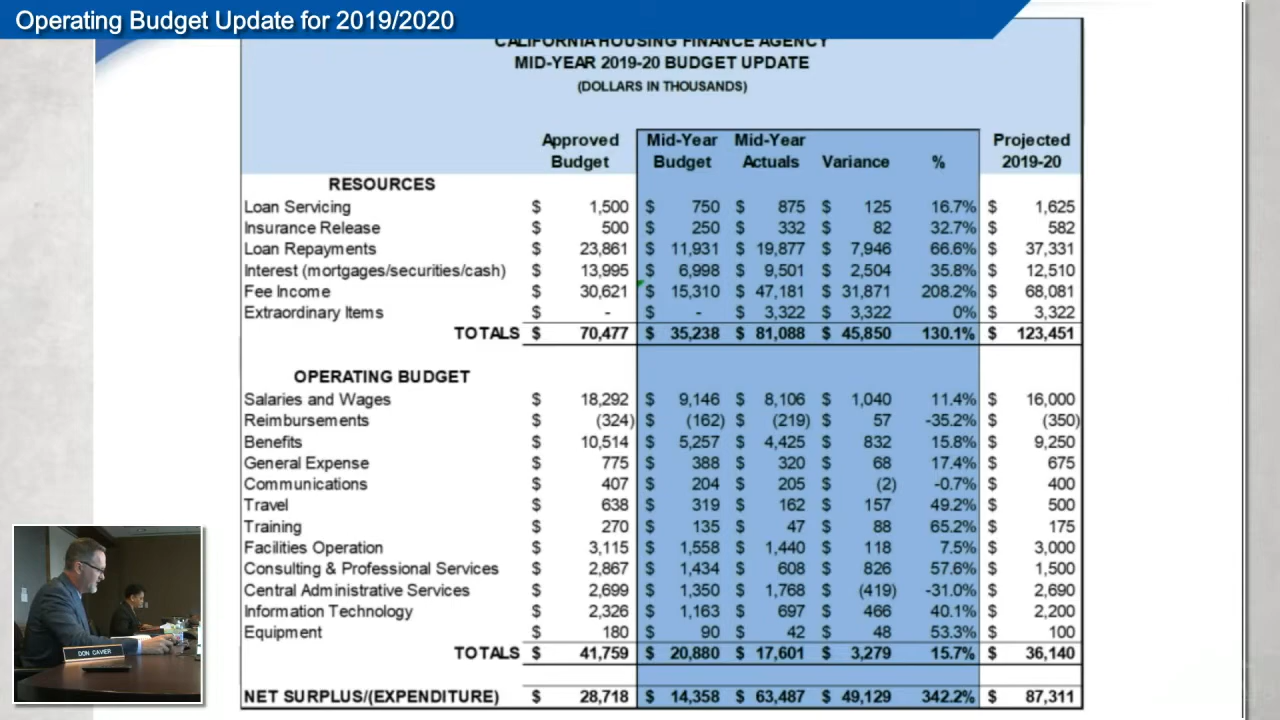 Operating Budget Update for 2019/2020
CALIFORNIA HOUSING FINANCE AGENCY
MID-YEAR 2019-20 BUDGET UPDATE
(DOLLARS IN THOUSANDS)
Approved Mid-Year Mid-Year Projected
Budget Budget Actuals Variance % 2019-20
RESOURCES
Loan Servicing $ 1,500 $ 750 $ 875 $ 125 16.7% $ 1,625
Insurance Release $ 500 $ 250 $ 332 $ 82 32.7% $ 582
Loan Repayments $ 23,861 $ 11,931 $ 19,877 $ 7,946 66.6% $ 37,331
Interest (mortgages/securities/cash) $ 13,995 $ 6,998 $ 9,501 $ 2,504 35.8% $ 12,510
Fee Income $ 30,621 $ 15,310 $ 47,181 $ 31,871 208.2% $ 68,081
Extraordinary Items $ - $ - $ 3,322 $ 3,322 0% $ 3,322
TOTALS $ 70,477 $ 35,238 $ 81,088 $ 45,850 130.1% $ 123,451
OPERATING BUDGET
Salaries and Wages $ 18,292 $ 9,146 $ 8,106 $ 1,040 11.4% $ 16,000
Reimbursements $ (324) $ (162) $ (219) $ 57 -35.2% $ (350)
Benefits $ 10,514 $ 5,257 $ 4,425 $ 832 15.8% $ 9,250
General Expense $ 775 $ 388 $ 320 $ 68 17.4% $ 675
Communications $ 407 $ 204 $ 205 $ (2) -0.7% $ 400
Travel $ 638 $ 319 $ 162 $ 157 49.2% $ 500
Training $ 270 $ 135 $ 47 $ 88 65.2% $ 175
Facilities Operation $ 3,115 $ 1,558 $ 1,440 $ 118 7.5% $ 3,000
Consulting & Professional Services $ 2,867 $ 1,434 $ 608 $ 826 57.6% $ 1,500
Central Administrative Services $ 2,699 $ 1,350 $ 1,768 $ (419) -31.0% $ 2,690
Information Technology $ 2,326 $ 1,163 $ 697 $ 466 40.1% $ 2,200
Equipment $ 180 $ 90 $ 42 $ 48 53.3% $ 100
TOTALS $ 41,759 $ 20,880 $ 17,601 $ 3,279 15.7% $ 36,140
NET SURPLUS/(EXPENDITURE) $ 28,718 $ 14,358 $ 63,487 $ 49,129 342.2% $ 87,311
DON CAVIER